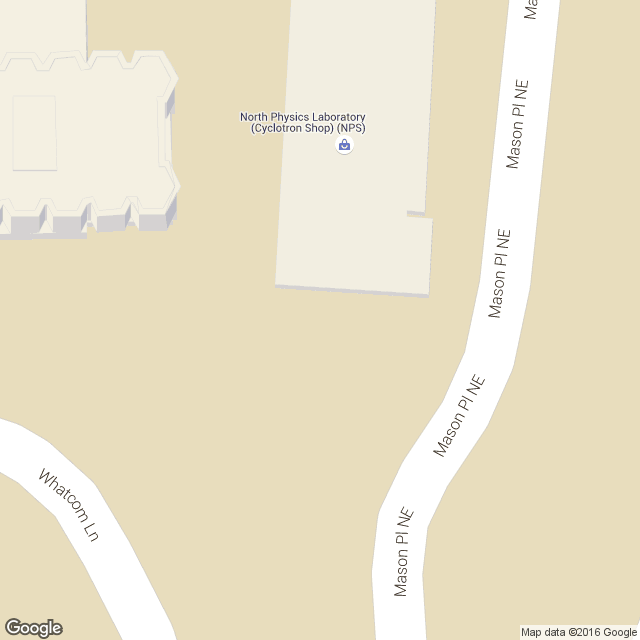 Ma
Mason Pl NE
North Physics Laboratory
(Cyclotron Shop) (NPS)
Mason Pl NE
Mason Pl NE
Whatcom Ln
Mason Pl NE
Google
Map data ©2016 Google